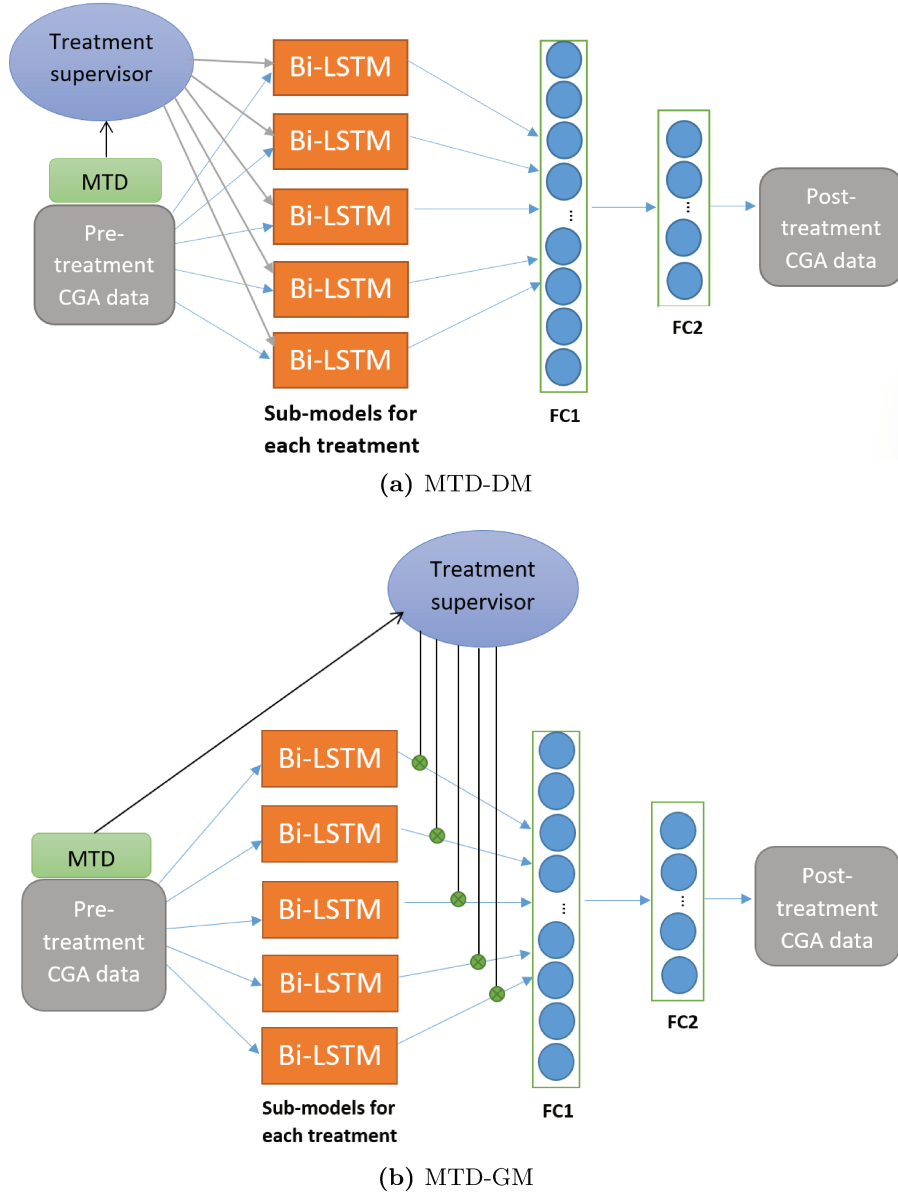 Treatment
supervisor
MTD
Pre-
treatment
CGA data
Bi-LSTM
Bi-LSTM
Bi-LSTM
Bi-LSTM
Bi-LSTM
Sub-models for
each treatment
...
FC1
...
FC2
Post-
treatment
CGA data
(a) MTD-DM
Treatment
supervisor
MTD
Pre-
treatment
CGA data
Bi-LSTM
Bi-LSTM
Bi-LSTM
Bi-LSTM
Bi-LSTM
Sub-models for
each treatment
...
FC1
...
FC2
Post-
treatment
CGA data
(b) MTD-GM